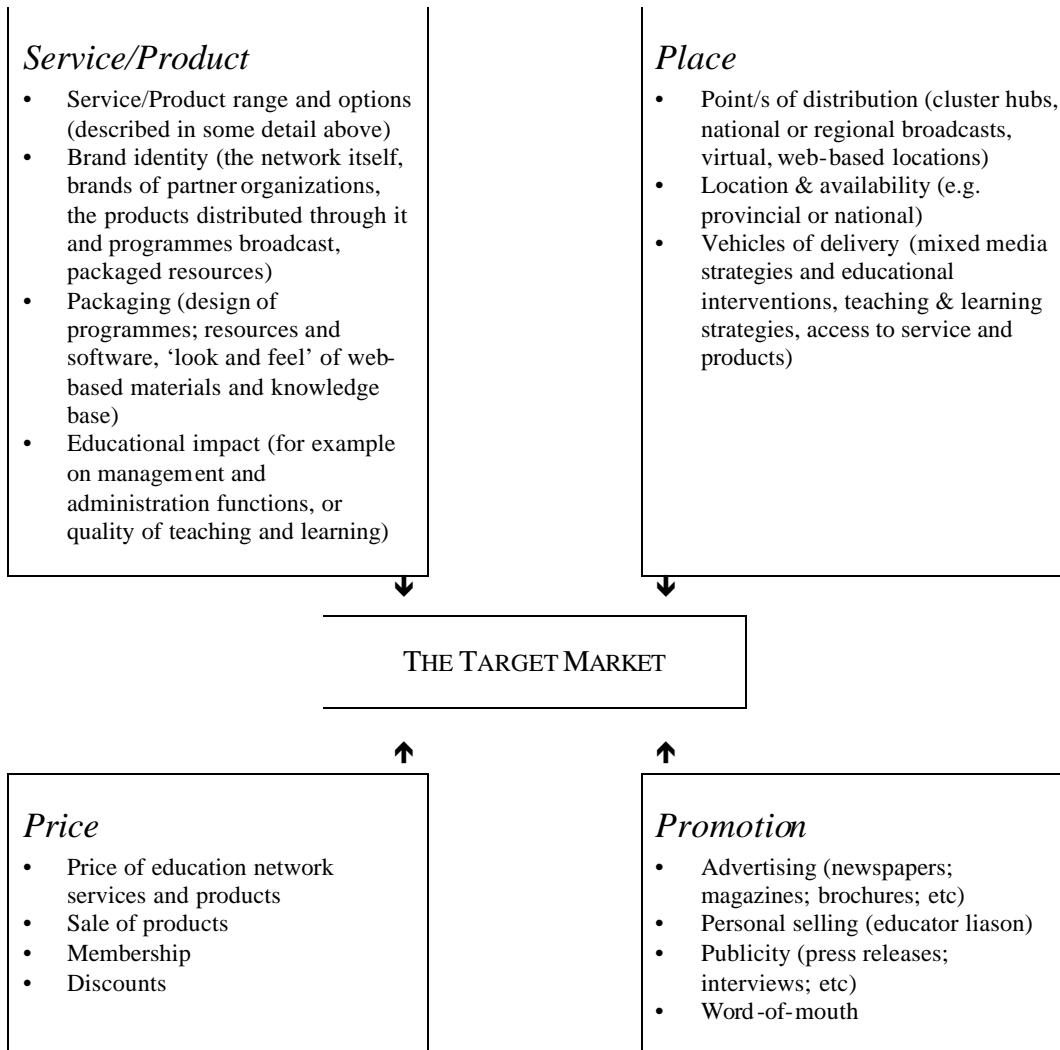 Service/Product
• Service/Product range and options
(described in some detail above)
• Brand identity (the network itself,
brands of partner organizations,
the products distributed through it
and programmes broadcast,
packaged resources)
• Packaging (design of
programmes; resources and
software, ‘look and feel’ of web-
based materials and knowledge
base)
• Educational impact (for example
on management and
administration functions, or
quality of teaching and learning)
Place
• Point/s of distribution (cluster hubs,
national or regional broadcasts,
virtual, web-based locations)
• Location & availability (e.g.
provincial or national)
• Vehicles of delivery (mixed media
strategies and educational
interventions, teaching & learning
strategies, access to service and
products)
THE TARGET MARKET
Price
• Price of education network
services and products
• Sale of products
• Membership
• Discounts
Promotion
• Advertising (newspapers;
magazines; brochures; etc)
• Personal selling (educator liason)
• Publicity (press releases;
interviews; etc)
• Word-of-mouth